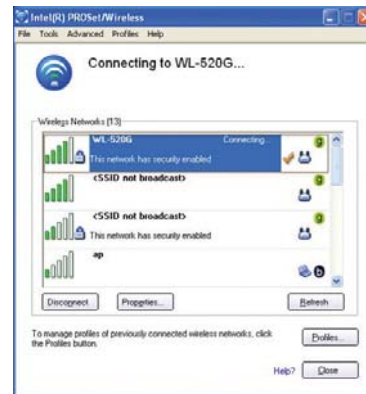 Intel(R) PROSet/Wireless
File Tools Advanced Profiles Help
Connecting to WL-520G...
Wireless Networks (13)
WL-520G Connecting... g
This network has security enabled
<SSID not broadcast> g
<SSID not broadcast> g
This network has security enabled
ap
b
Disconnect Properties... Refresh
To manage profiles of previously connected wireless networks, click
the Profiles button.
Profiles...
Help? Close